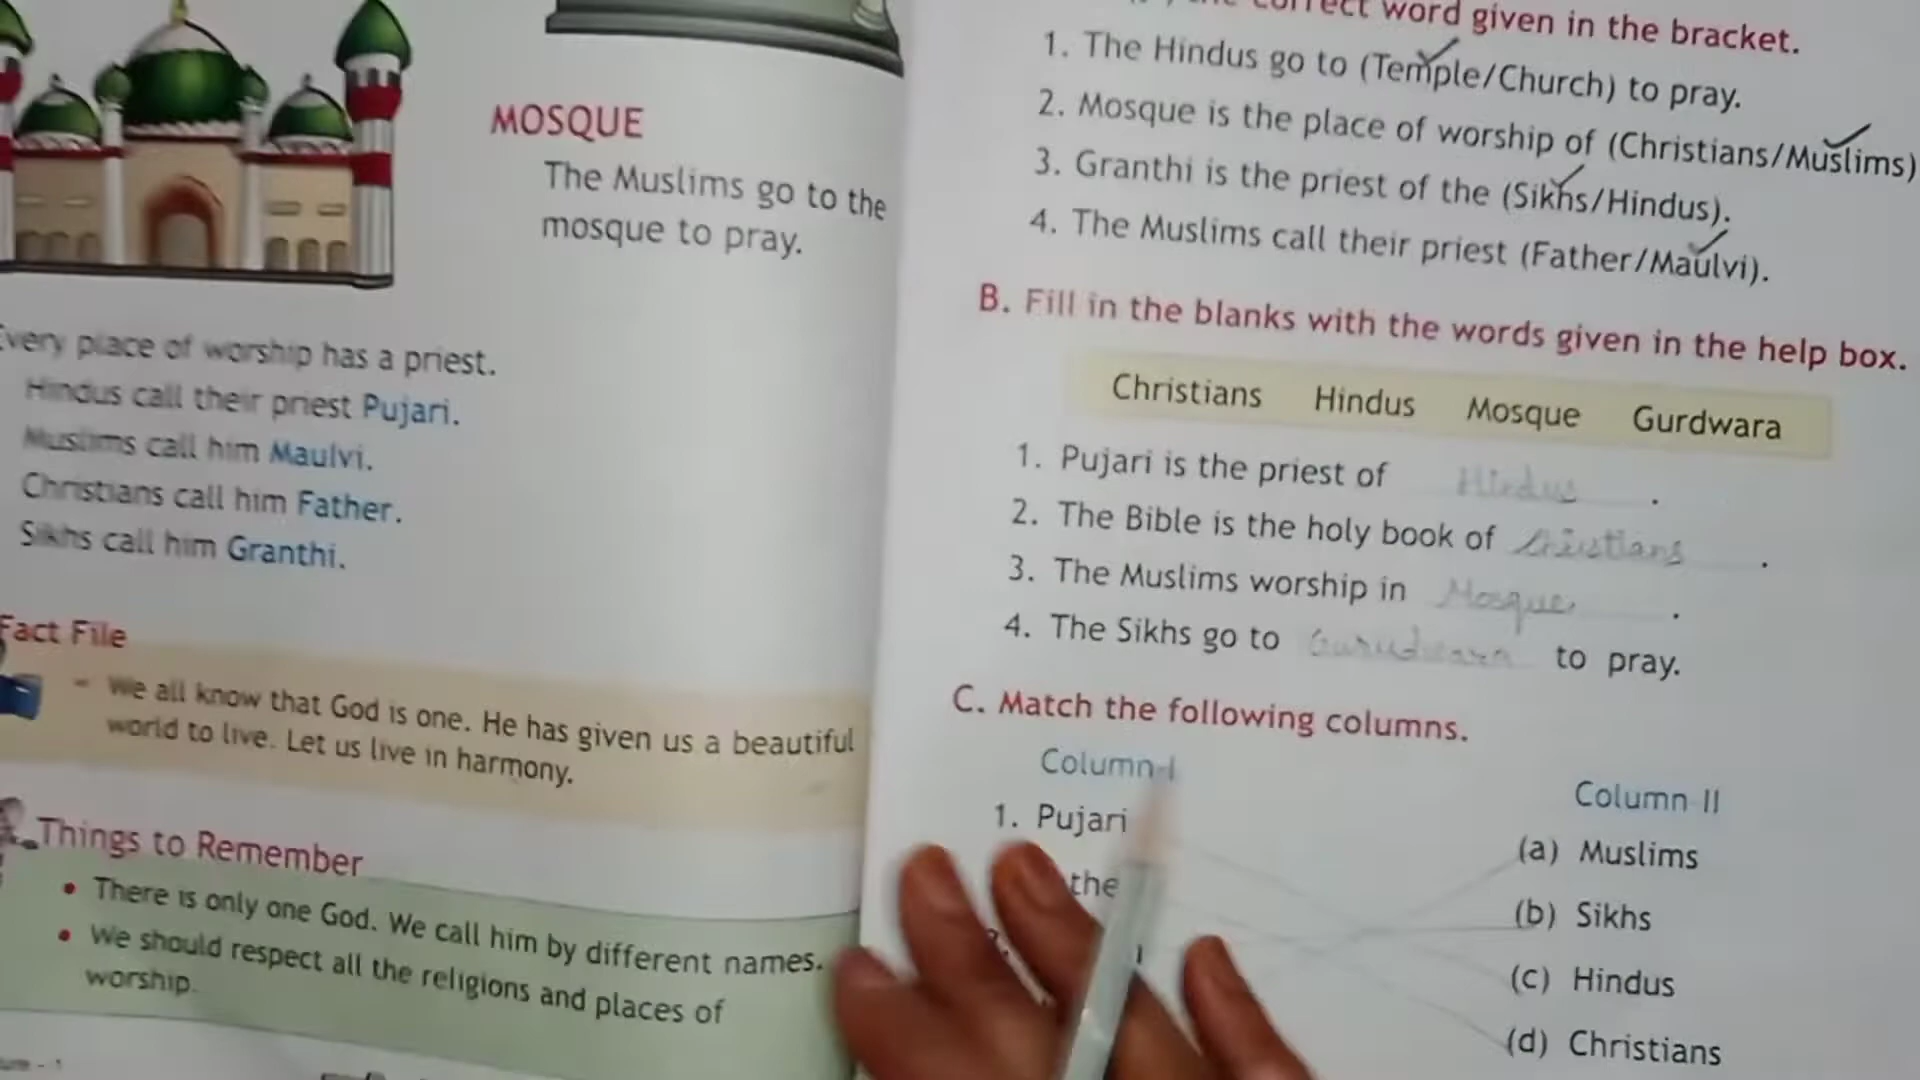 MOSQUE
The Muslims go to the
mosque to pray.
Every place of worship has a priest.
Hindus call their priest Pujari.
Muslims call him Maulvi.
Christians call him Father.
Sikhs call him Granthi.
Fact File
We all know that God is one. He has given us a beautiful
world to live. Let us live in harmony.
Things to Remember
• There is only one God. We call him by different names.
• We should respect all the religions and places of
worship.
correct word given in the bracket.
1. The Hindus go to (Temple/Church) to pray.
2. Mosque is the place of worship of (Christians/Muslims)
3. Granthi is the priest of the (Sikhs/Hindus).
4. The Muslims call their priest (Father/Maulvi).
B. Fill in the blanks with the words given in the help box.
Christians Hindus Mosque Gurdwara
1. Pujari is the priest of Hindus.
2. The Bible is the holy book of Christians.
3. The Muslims worship in Mosque.
4. The Sikhs go to Gurudwara to pray.
C. Match the following columns.
Column-I
Column II
1. Pujari
(a) Muslims
(b) Sikhs
(c) Hindus
(d) Christians